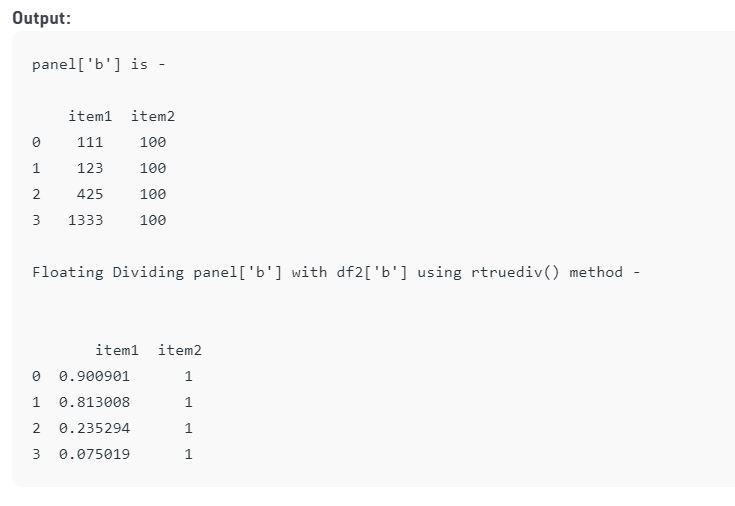 Output:
panel['b'] is -
item1 item2
0 111 100
1 123 100
2 425 100
3 1333 100
Floating Dividing panel['b'] with df2['b'] using rtruediv() method -
item1 item2
0 0.900901 1
1 0.813008 1
2 0.235294 1
3 0.075019 1